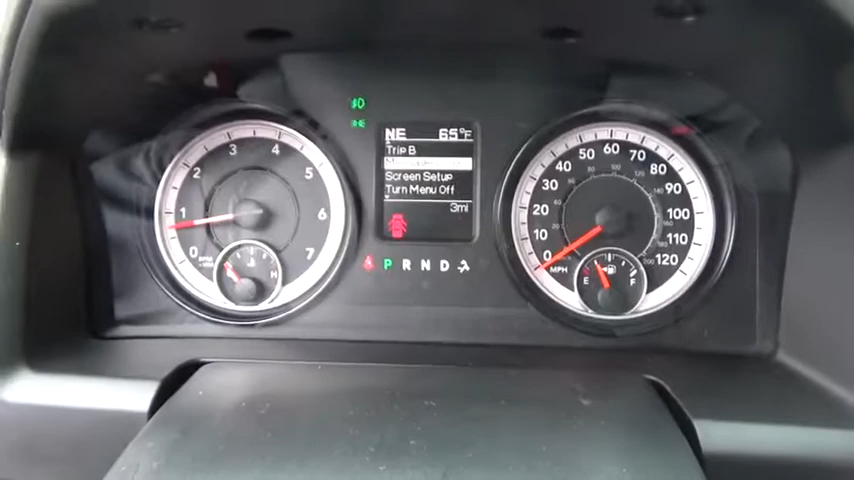 NE 65°F
Trip B
Screen Setup
Turn Menu Off
3mi
P R N D
0 1 2 3 4 5 6 7
RPM
H
0 10 20 30 40 50 60 70 80 90 100 110 120
MPH
E F